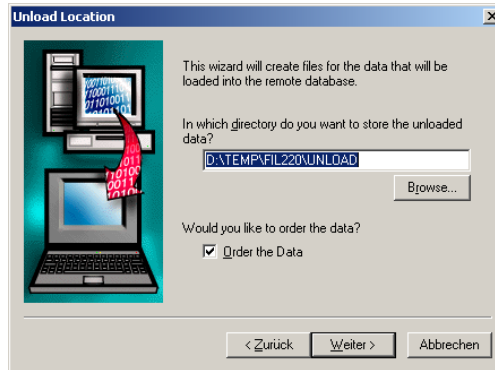 Unload Location
This wizard will create files for the data that will be
loaded into the remote database.
In which directory do you want to store the unloaded
data?
D:\TEMP\FIL220\UNLOAD
Browse...
Would you like to order the data?
Order the Data
< Zurück
Weiter >
Abbrechen